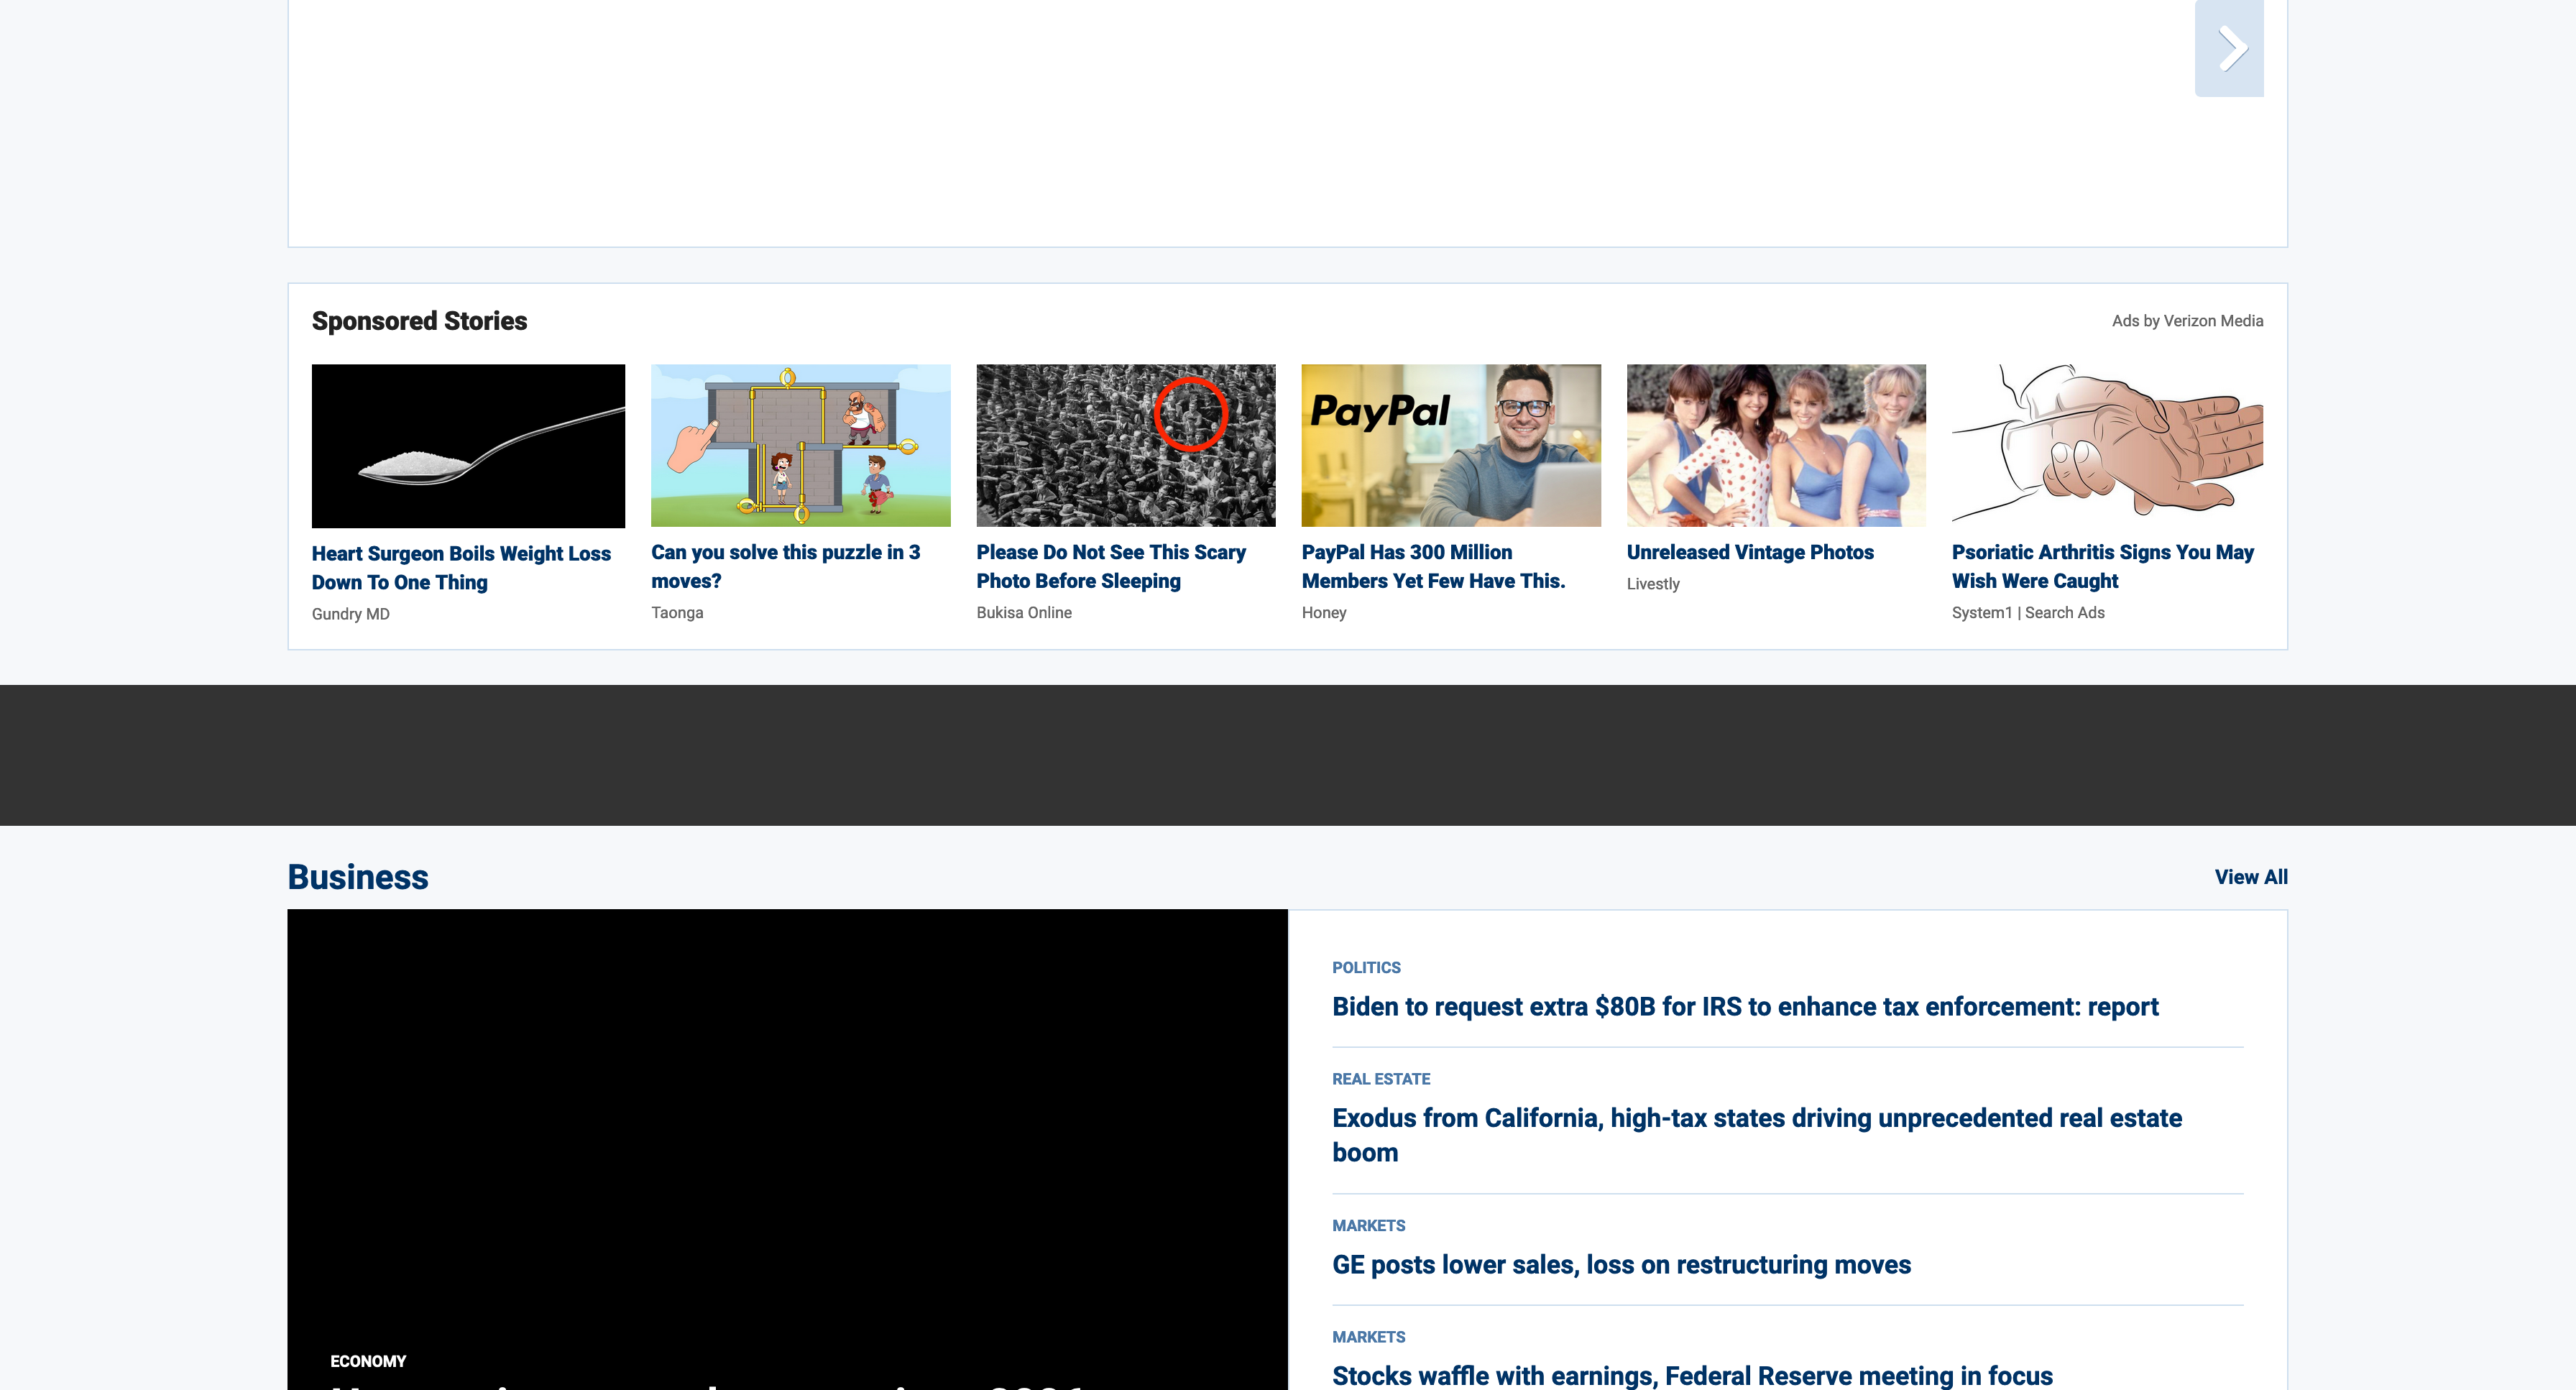 Sponsored Stories
Ads by Verizon Media
PayPal
Heart Surgeon Boils Weight Loss
Down To One Thing
Gundry MD
Can you solve this puzzle in 3
moves?
Taonga
Please Do Not See This Scary
Photo Before Sleeping
Bukisa Online
PayPal Has 300 Million
Members Yet Few Have This.
Honey
Unreleased Vintage Photos
Livestly
Psoriatic Arthritis Signs You May
Wish Were Caught
System1 | Search Ads
Business
View All
ECONOMY
POLITICS
Biden to request extra $80B for IRS to enhance tax enforcement: report
REAL ESTATE
Exodus from California, high-tax states driving unprecedented real estate
boom
MARKETS
GE posts lower sales, loss on restructuring moves
MARKETS
Stocks waffle with earnings, Federal Reserve meeting in focus